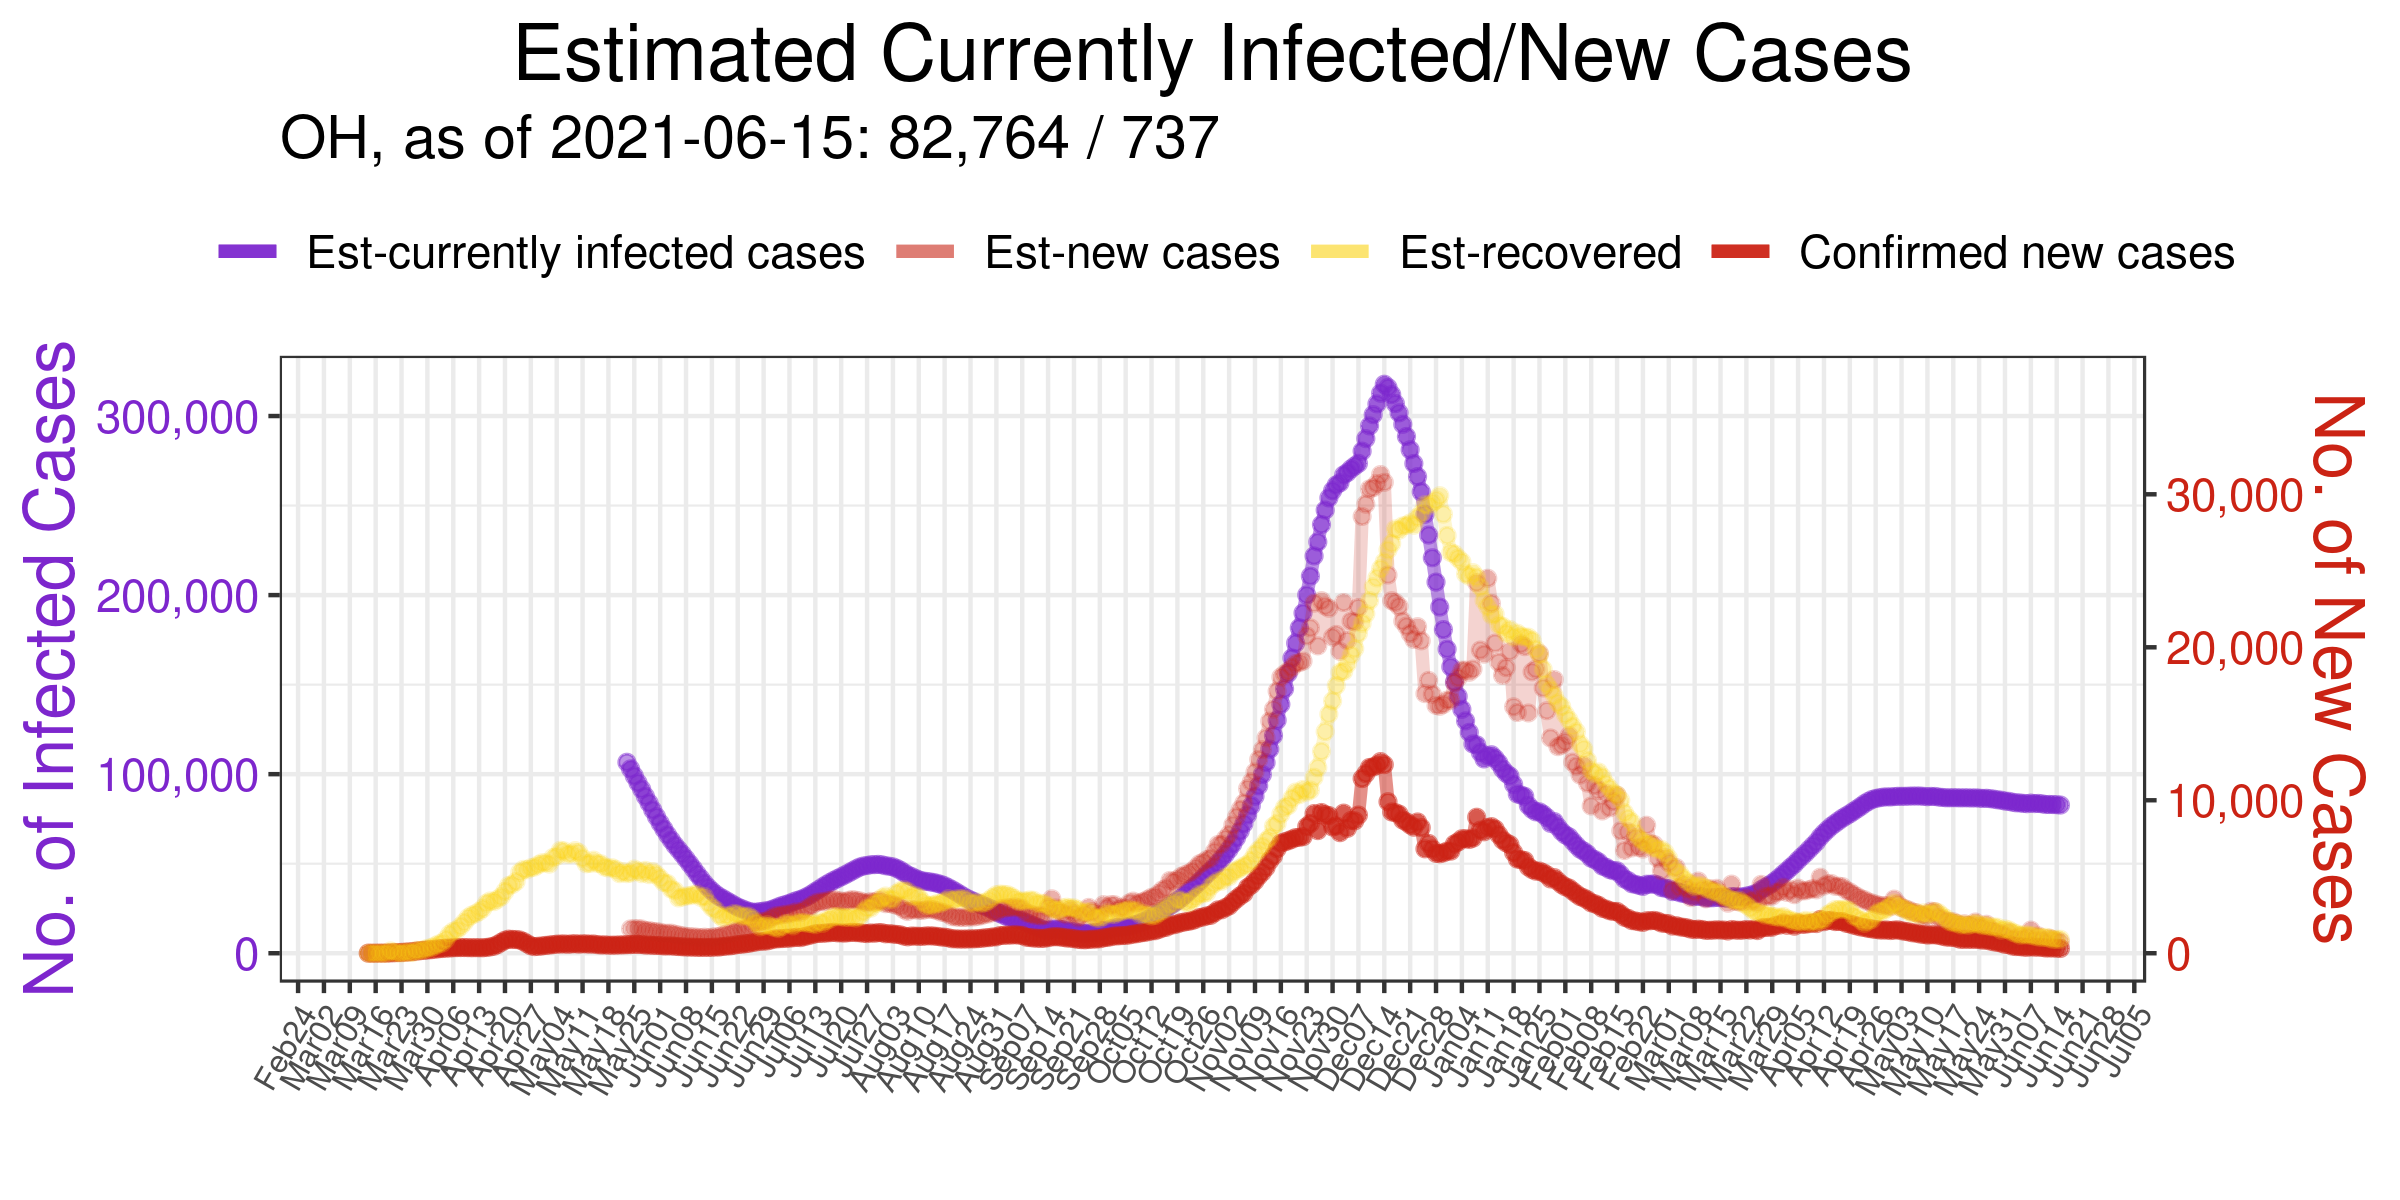 Estimated Currently Infected/New Cases
OH, as of 2021-06-15: 82,764 / 737
Est-currently infected cases
Est-new cases
Est-recovered
Confirmed new cases
No. of Infected Cases
300,000
200,000
100,000
0
No. of New Cases
30,000
20,000
10,000
0
Feb24
Mar02
Mar09
Mar16
Mar23
Mar30
Apr06
Apr13
Apr20
Apr27
May04
May11
May18
May25
Jun01
Jun08
Jun15
Jun22
Jun29
Jul06
Jul13
Jul20
Jul27
Aug03
Aug10
Aug17
Aug24
Aug31
Sep07
Sep14
Sep21
Sep28
Oct05
Oct12
Oct19
Oct26
Nov02
Nov09
Nov16
Nov23
Nov30
Dec07
Dec14
Dec21
Dec28
Jan04
Jan11
Jan18
Jan25
Feb01
Feb08
Feb15
Feb22
Mar01
Mar08
Mar15
Mar22
Mar29
Apr05
Apr12
Apr19
Apr26
May03
May10
May17
May24
May31
Jun07
Jun14
Jun21
Jun28
Jul05